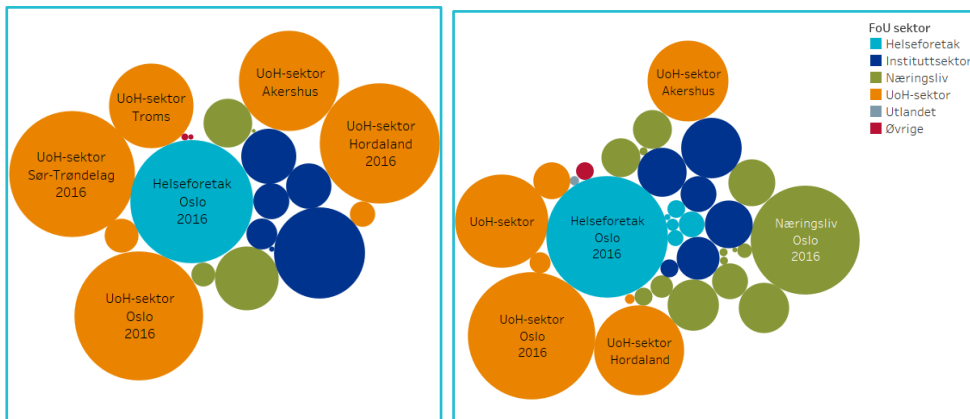 UoH-sektor
Akershus
UoH-sektor
Troms
UoH-sektor
Hordaland
2016
UoH-sektor
Sør-Trøndelag
2016
Helseforetak
Oslo
2016
UoH-sektor
Oslo
2016
UoH-sektor
Akershus
UoH-sektor
Helseforetak
Oslo
2016
Næringsliv
Oslo
2016
UoH-sektor
Oslo
2016
UoH-sektor
Hordaland
FoU sektor
Helseforetak
Instituttsektor
Næringsliv
UoH-sektor
Utlandet
Øvrige